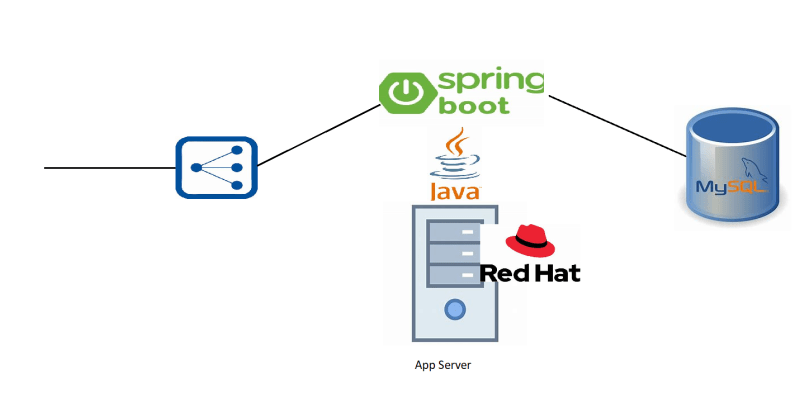 spring
boot
Java
Red Hat
MySQL
App Server